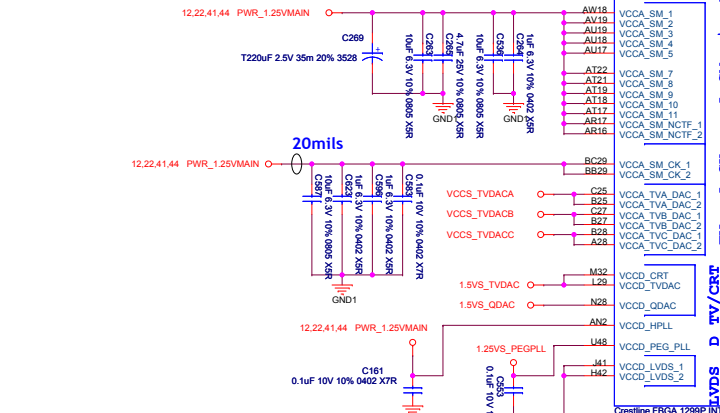 12,22,41,44 PWR_1.25VMAIN
C269
T220uF 2.5V 35m 20% 3528
C263
10uF 6.3V 10% 0805 X5R
C265
4.7uF 25V 10% 0805 X5R
C536
10uF 6.3V 10% 0805 X5R
C264
1uF 6.3V 10% 0402 X5R
GND1
GND1
AW18 VCCA_SM_1
AV19 VCCA_SM_2
AU19 VCCA_SM_3
AU18 VCCA_SM_4
AU17 VCCA_SM_5
AT22 VCCA_SM_7
AT21 VCCA_SM_8
AT19 VCCA_SM_9
AT18 VCCA_SM_10
AT17 VCCA_SM_11
AR17 VCCA_SM_NCTF_1
AR16 VCCA_SM_NCTF_2
20mils
12,22,41,44 PWR_1.25VMAIN
C587
10uF 6.3V 10% 0805 X5R
C623
1uF 6.3V 10% 0402 X5R
C596
1uF 6.3V 10% 0402 X5R
C583
0.1uF 10V 10% 0402 X7R
GND1
BC29 VCCA_SM_CK_1
BB29 VCCA_SM_CK_2
VCCS_TVDACA
VCCS_TVDACB
VCCS_TVDACC
C25 VCCA_TVA_DAC_1
B25 VCCA_TVA_DAC_2
C27 VCCA_TVB_DAC_1
B27 VCCA_TVB_DAC_2
B28 VCCA_TVC_DAC_1
A28 VCCA_TVC_DAC_2
1.5VS_TVDAC
M32 VCCD_CRT
L29 VCCD_TVDAC
1.5VS_QDAC
N28 VCCD_QDAC
12,22,41,44 PWR_1.25VMAIN
AN2 VCCD_HPLL
1.25VS_PEGPLL
U48 VCCD_PEG_PLL
C161
0.1uF 10V 10% 0402 X7R
C553
0.1uF 10V
J41 VCCD_LVDS_1
H42 VCCD_LVDS_2
D TV/CRT
LVDS
Crestline FBGA 1299P